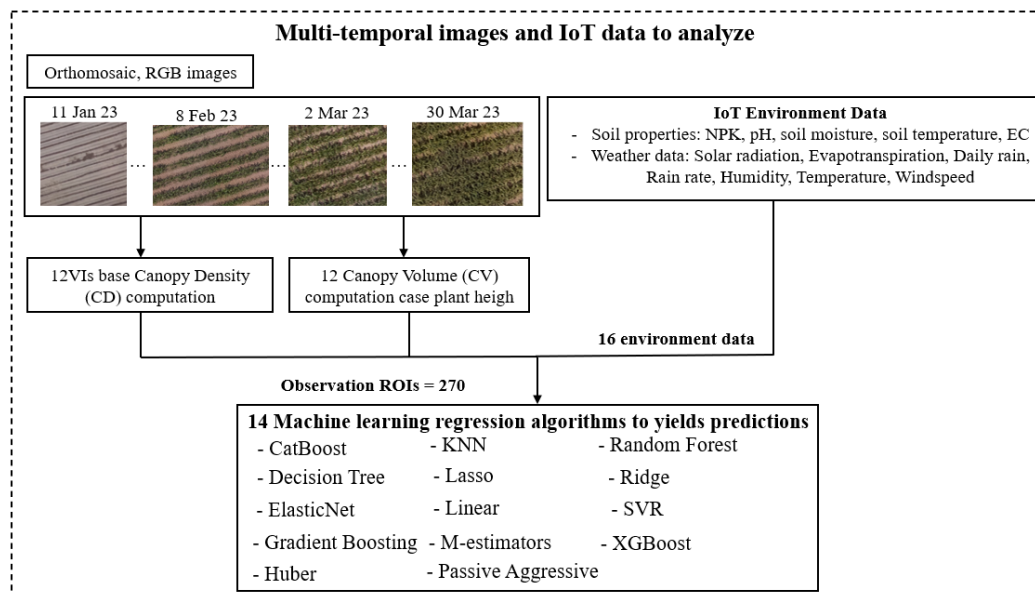 Multi-temporal images and IoT data to analyze
Orthomosaic, RGB images
11 Jan 23
8 Feb 23
2 Mar 23
30 Mar 23
...
...
...
IoT Environment Data
- Soil properties: NPK, pH, soil moisture, soil temperature, EC
- Weather data: Solar radiation, Evapotranspiration, Daily rain,
Rain rate, Humidity, Temperature, Windspeed
12VIs base Canopy Density
(CD) computation
12 Canopy Volume (CV)
computation case plant heigh
16 environment data
Observation ROIs = 270
14 Machine learning regression algorithms to yields predictions
- CatBoost
- Decision Tree
- ElasticNet
- Gradient Boosting
- Huber
- KNN
- Lasso
- Linear
- M-estimators
- Passive Aggressive
- Random Forest
- Ridge
- SVR
- XGBoost